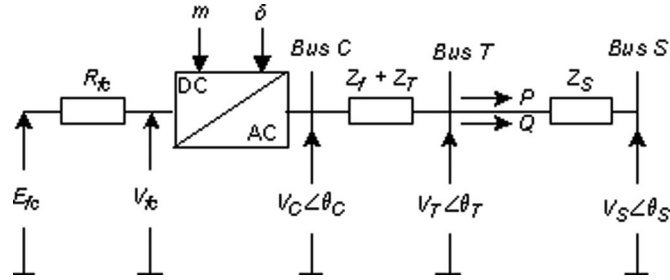 m δ
Bus C Bus T Bus S
R_fc DC Z_f + Z_T P Z_S
AC Q
E_fc V_fc V_C∠θ_C V_T∠θ_T V_S∠θ_S